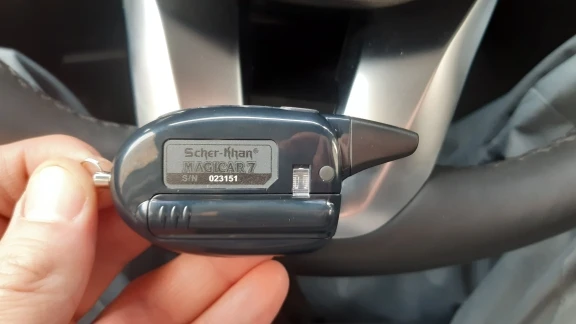 Scher-Khan®
MAGICAR 7
S/N 023151